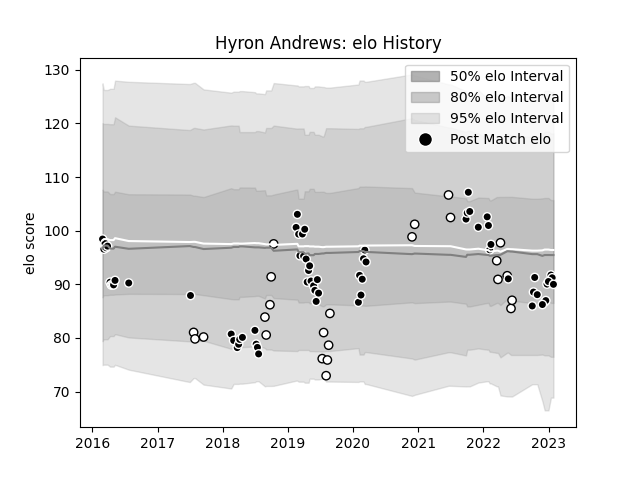 Hyron Andrews: elo History
130
120
110
100
90
80
70
elo score
50% elo Interval
80% elo Interval
95% elo Interval
Post Match elo
2016 2017 2018 2019 2020 2021 2022 2023